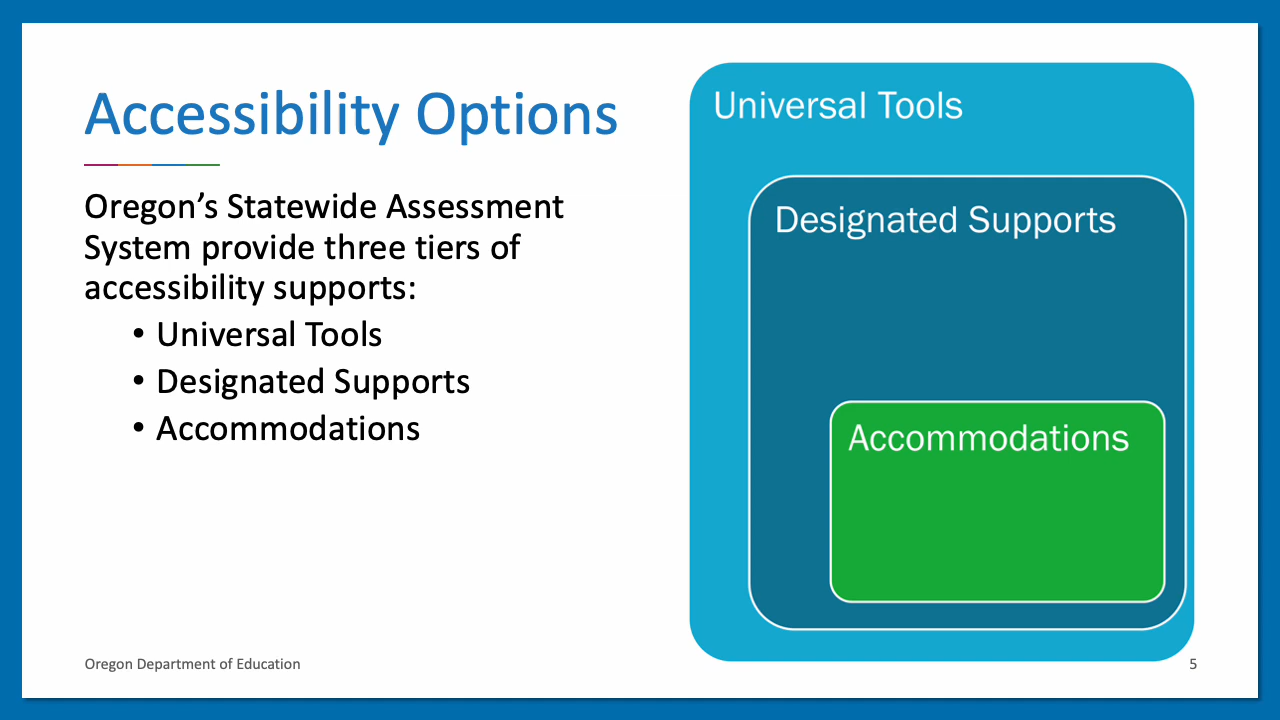 Accessibility Options
Oregon’s Statewide Assessment
System provide three tiers of
accessibility supports:
• Universal Tools
• Designated Supports
• Accommodations
Universal Tools
Designated Supports
Accommodations
Oregon Department of Education
5